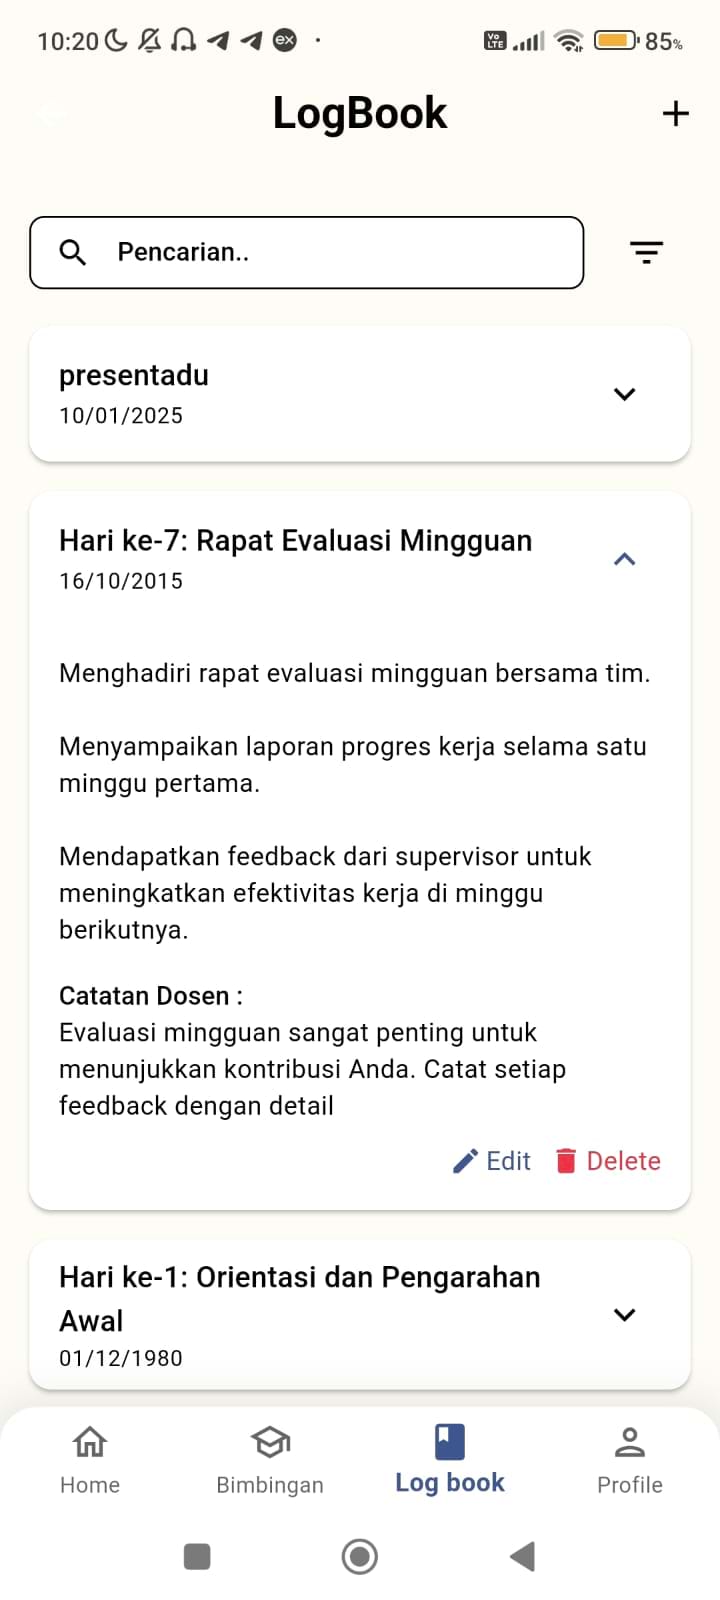 10:20
ex
Vo
LTE
85%
LogBook
Pencarian..
presentadu
10/01/2025
Hari ke-7: Rapat Evaluasi Mingguan
16/10/2015
Menghadiri rapat evaluasi mingguan bersama tim.
Menyampaikan laporan progres kerja selama satu
minggu pertama.
Mendapatkan feedback dari supervisor untuk
meningkatkan efektivitas kerja di minggu
berikutnya.
Catatan Dosen :
Evaluasi mingguan sangat penting untuk
menunjukkan kontribusi Anda. Catat setiap
feedback dengan detail
Edit
Delete
Hari ke-1: Orientasi dan Pengarahan
Awal
01/12/1980
Home
Bimbingan
Log book
Profile